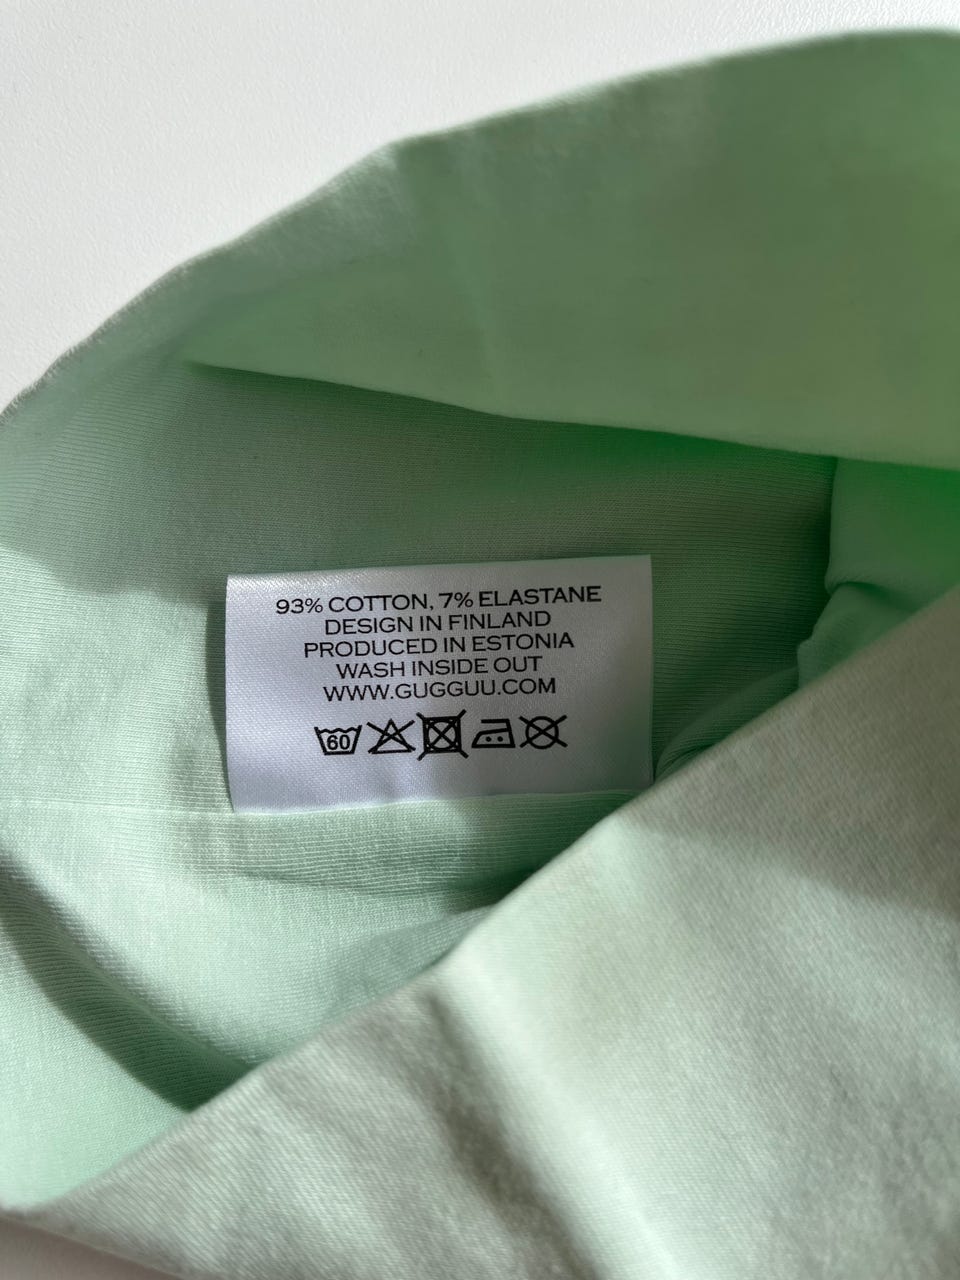 93% COTTON, 7% ELASTANE
DESIGN IN FINLAND
PRODUCED IN ESTONIA
WASH INSIDE OUT
WWW.GUGGUU.COM
60